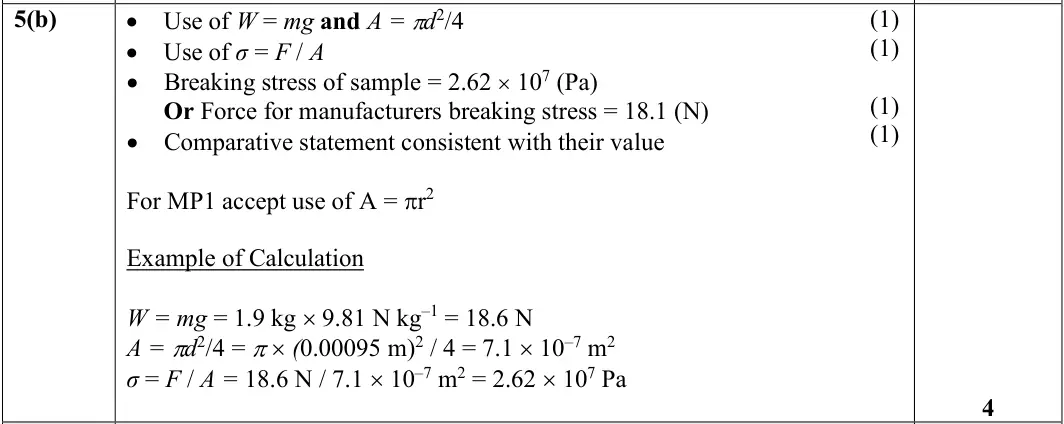 5(b)
• Use of W = mg and A = πd²/4 (1)
• Use of σ = F / A (1)
• Breaking stress of sample = 2.62 × 10⁷ (Pa)
Or Force for manufacturers breaking stress = 18.1 (N) (1)
• Comparative statement consistent with their value (1)
For MP1 accept use of A = πr²
Example of Calculation
W = mg = 1.9 kg × 9.81 N kg⁻¹ = 18.6 N
A = πd²/4 = π × (0.00095 m)² / 4 = 7.1 × 10⁻⁷ m²
σ = F / A = 18.6 N / 7.1 × 10⁻⁷ m² = 2.62 × 10⁷ Pa
4